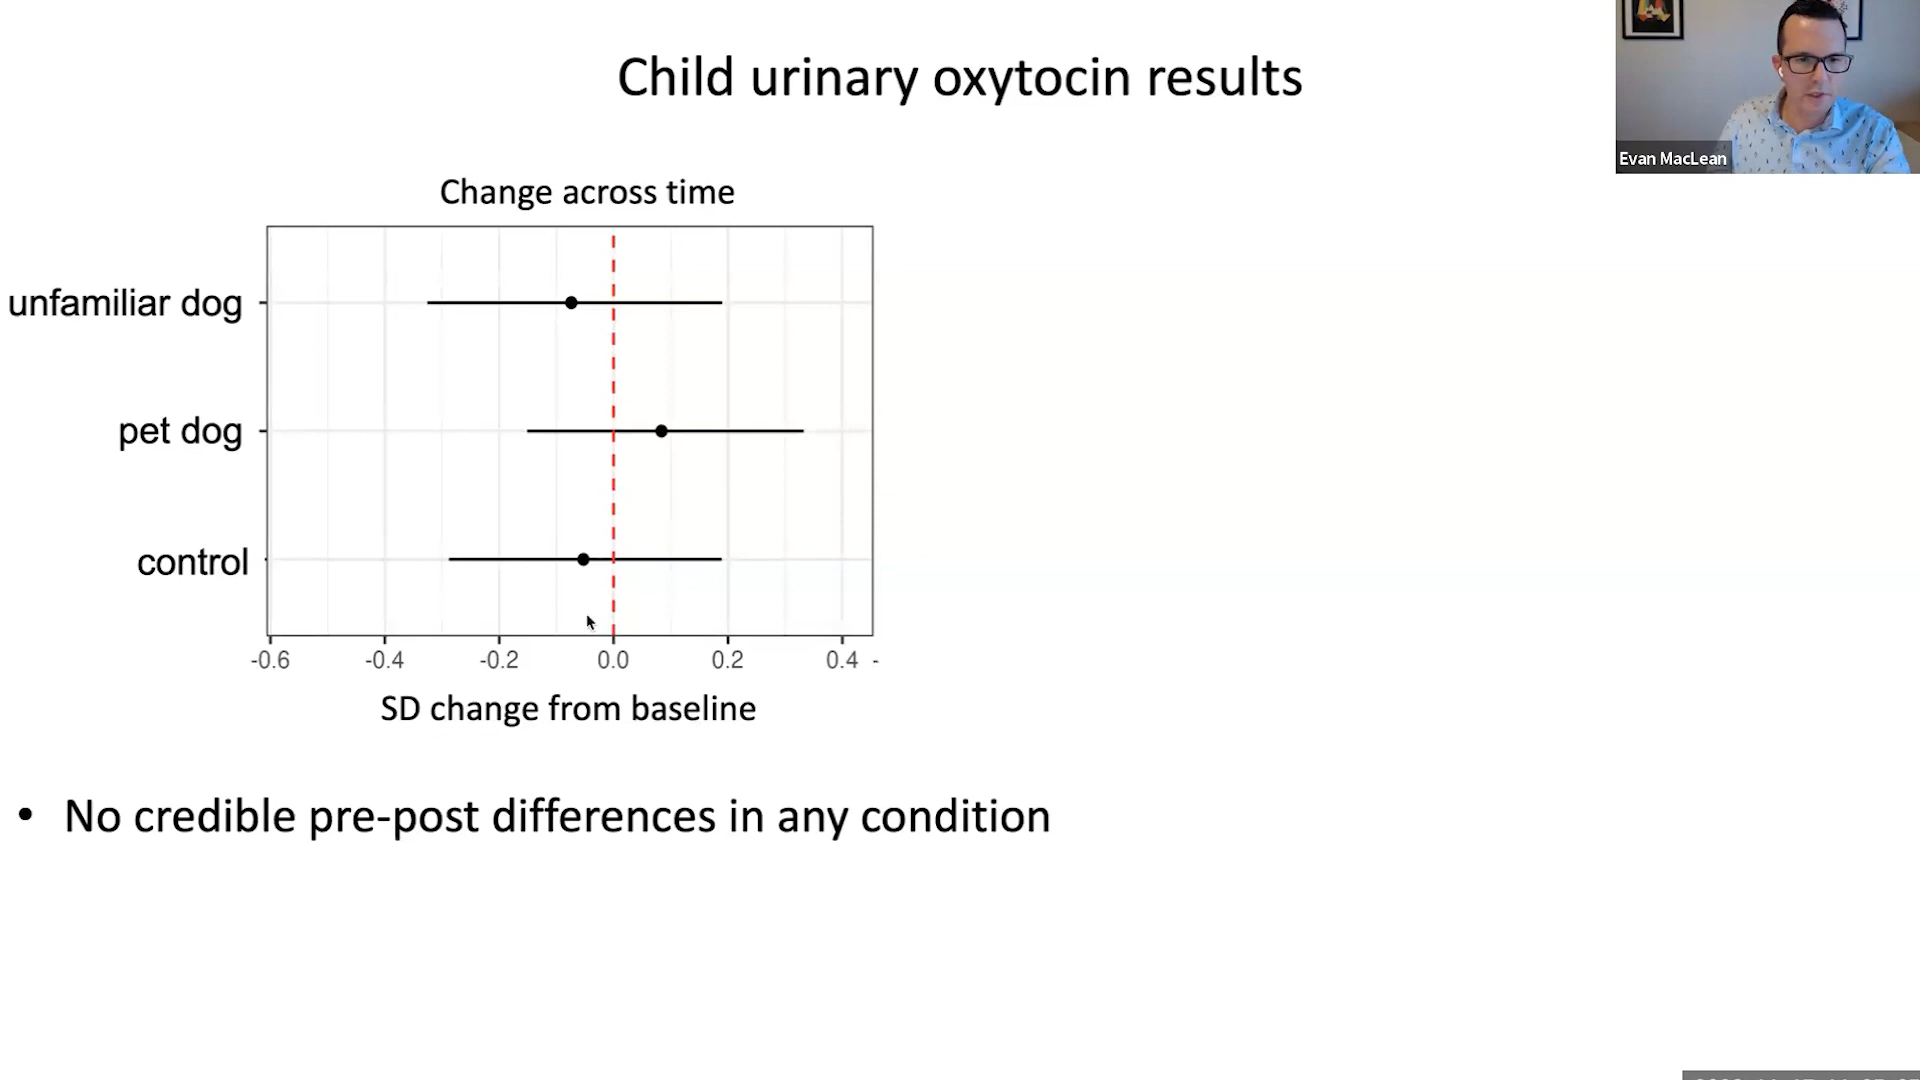 Child urinary oxytocin results
Evan MacLean
Change across time
unfamiliar dog
pet dog
control
-0.6 -0.4 -0.2 0.0 0.2 0.4 -
SD change from baseline
• No credible pre-post differences in any condition